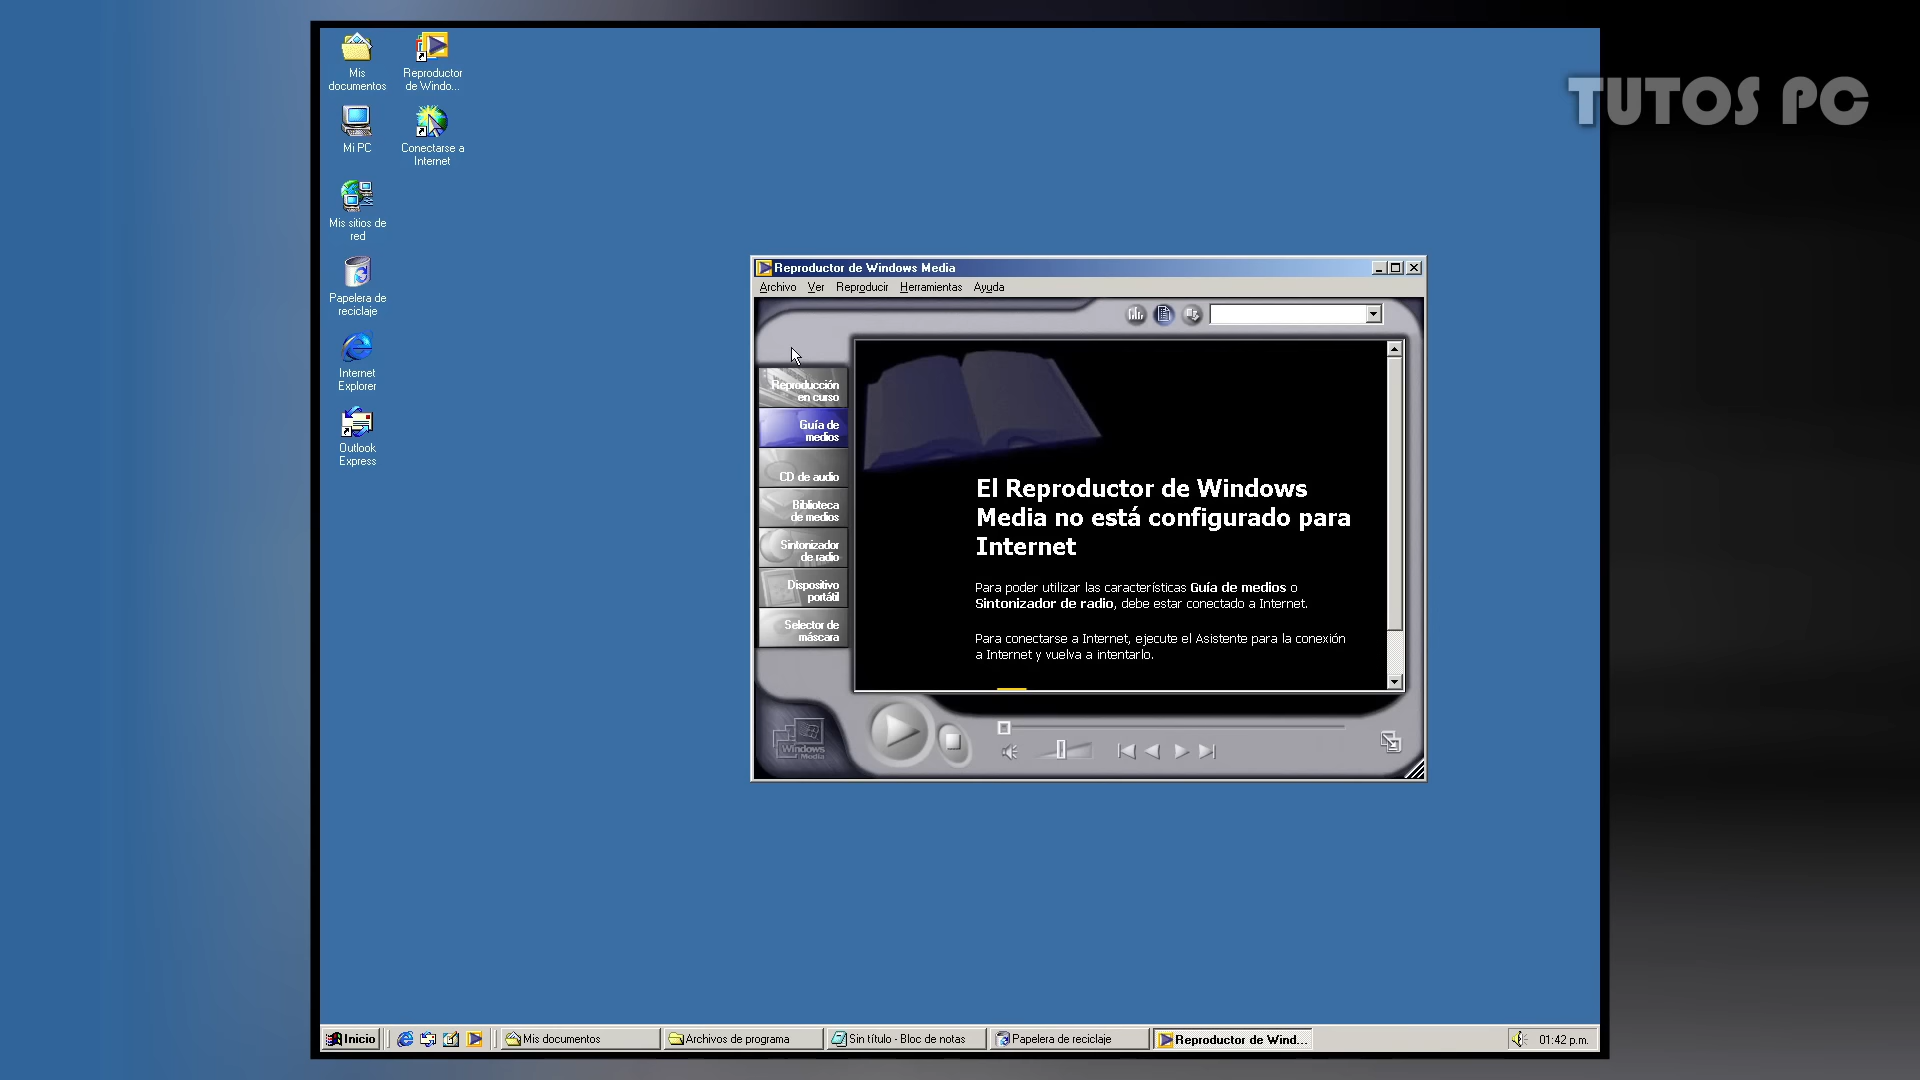 TUTOS PC
Mis
documentos
Reproductor
de Windo...
Mi PC
Conectarse a
Internet
Mis sitios de
red
Papelera de
reciclaje
Internet
Explorer
Outlook
Express
Reproductor de Windows Media
Archivo Ver Reproducir Herramientas Ayuda
Reproducción
en curso
Guía de
medios
CD de audio
Biblioteca
de medios
Sintonizador
de radio
Dispositivo
portátil
Selector de
máscara
El Reproductor de Windows
Media no está configurado para
Internet
Para poder utilizar las características Guía de medios o
Sintonizador de radio, debe estar conectado a Internet.
Para conectarse a Internet, ejecute el Asistente para la conexión
a Internet y vuelva a intentarlo.
Windows
Media
Inicio
Mis documentos
Archivos de programa
Sin título - Bloc de notas
Papelera de reciclaje
Reproductor de Wind...
01:42 p.m.